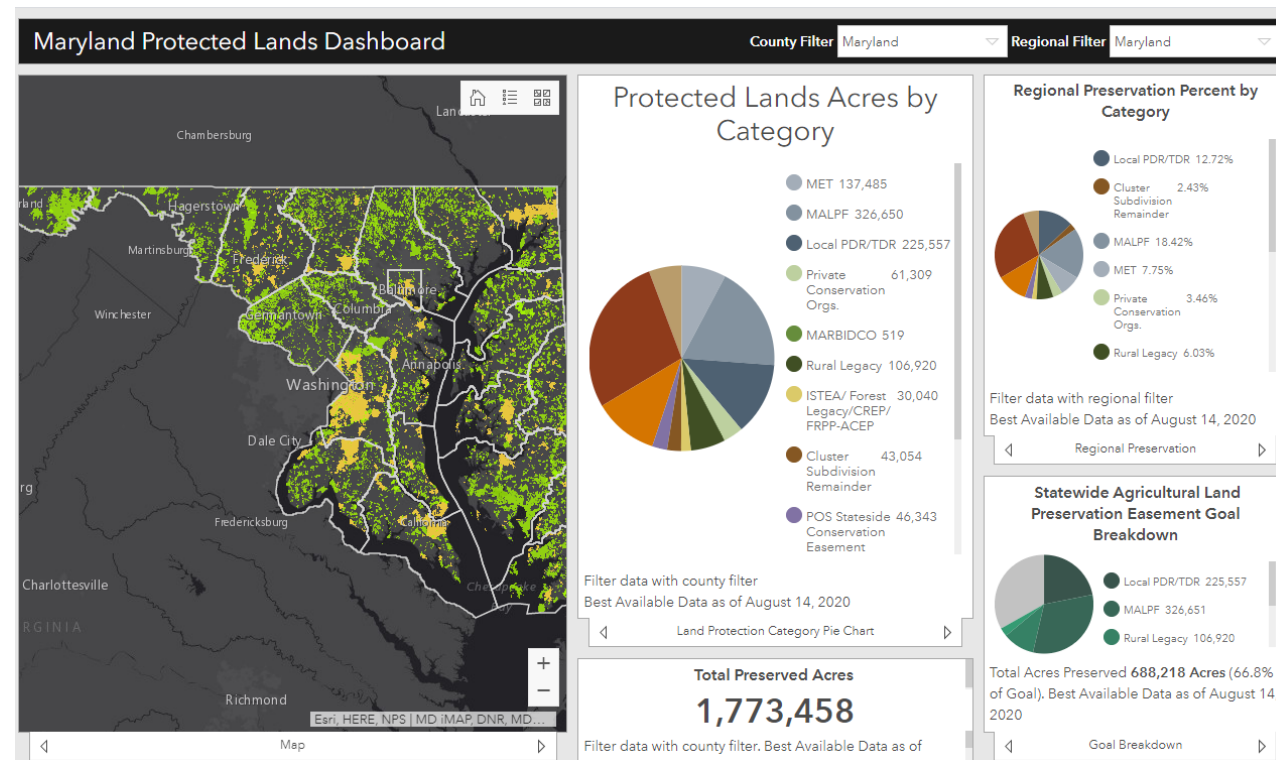 Maryland Protected Lands Dashboard
County Filter Maryland
Regional Filter Maryland
Chambersburg
Hagerstown
Martinsburg
Frederick
Baltimore
Winchester
Germantown
Columbia
Annapolis
Washington
Dale City
Fredericksburg
California
Charlottesville
Chesapeake
Bay
RGINIA
Richmond
Esri, HERE, NPS | MD iMAP, DNR, MD...
Map
Protected Lands Acres by
Category
MET 137,485
MALPF 326,650
Local PDR/TDR 225,557
Private 61,309
Conservation
Orgs.
MARBIDCO 519
Rural Legacy 106,920
ISTEA/ Forest 30,040
Legacy/CREP/
FRPP-ACEP
Cluster 43,054
Subdivision
Remainder
POS Stateside 46,343
Conservation
Easement
Filter data with county filter
Best Available Data as of August 14, 2020
Land Protection Category Pie Chart
Total Preserved Acres
1,773,458
Filter data with county filter. Best Available Data as of
Regional Preservation Percent by
Category
Local PDR/TDR 12.72%
Cluster 2.43%
Subdivision
Remainder
MALPF 18.42%
MET 7.75%
Private 3.46%
Conservation
Orgs.
Rural Legacy 6.03%
Filter data with regional filter
Best Available Data as of August 14, 2020
Regional Preservation
Statewide Agricultural Land
Preservation Easement Goal
Breakdown
Local PDR/TDR 225,557
MALPF 326,651
Rural Legacy 106,920
Total Acres Preserved 688,218 Acres (66.8%
of Goal). Best Available Data as of August 14
2020
Goal Breakdown